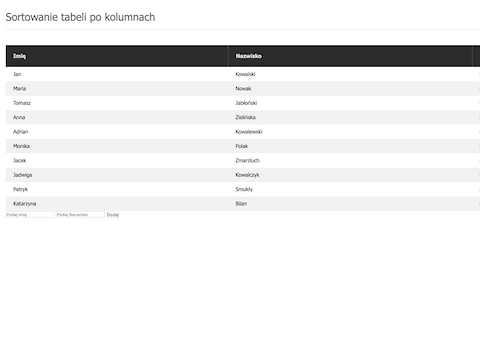 Sortowanie tabeli po kolumnach
Imię Nazwisko
Jan Kowalski
Maria Nowak
Tomasz Jabłoński
Anna Zielińska
Adrian Kowalewski
Monika Polak
Jacek Zmarzluch
Jadwiga Kowalczyk
Patryk Smukły
Katarzyna Bilan
Podaj Imię Podaj Nazwisko Dodaj